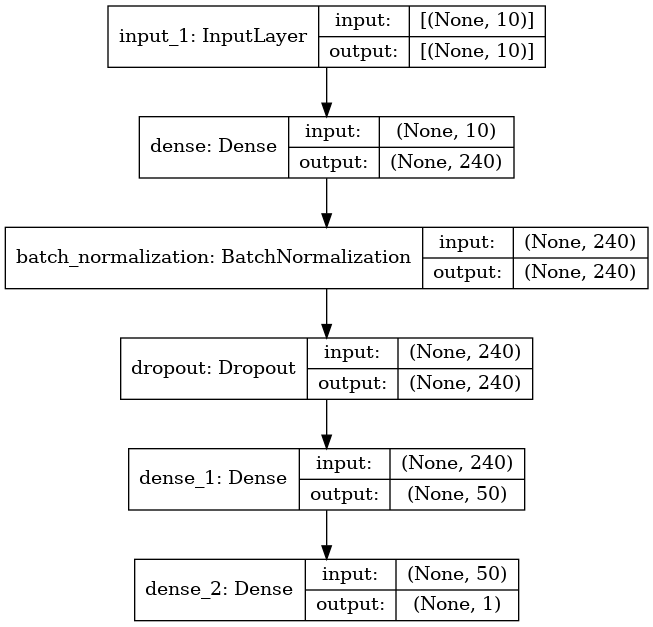 input_1: InputLayer
input: [(None, 10)]
output: [(None, 10)]
dense: Dense
input: (None, 10)
output: (None, 240)
batch_normalization: BatchNormalization
input: (None, 240)
output: (None, 240)
dropout: Dropout
input: (None, 240)
output: (None, 240)
dense_1: Dense
input: (None, 240)
output: (None, 50)
dense_2: Dense
input: (None, 50)
output: (None, 1)